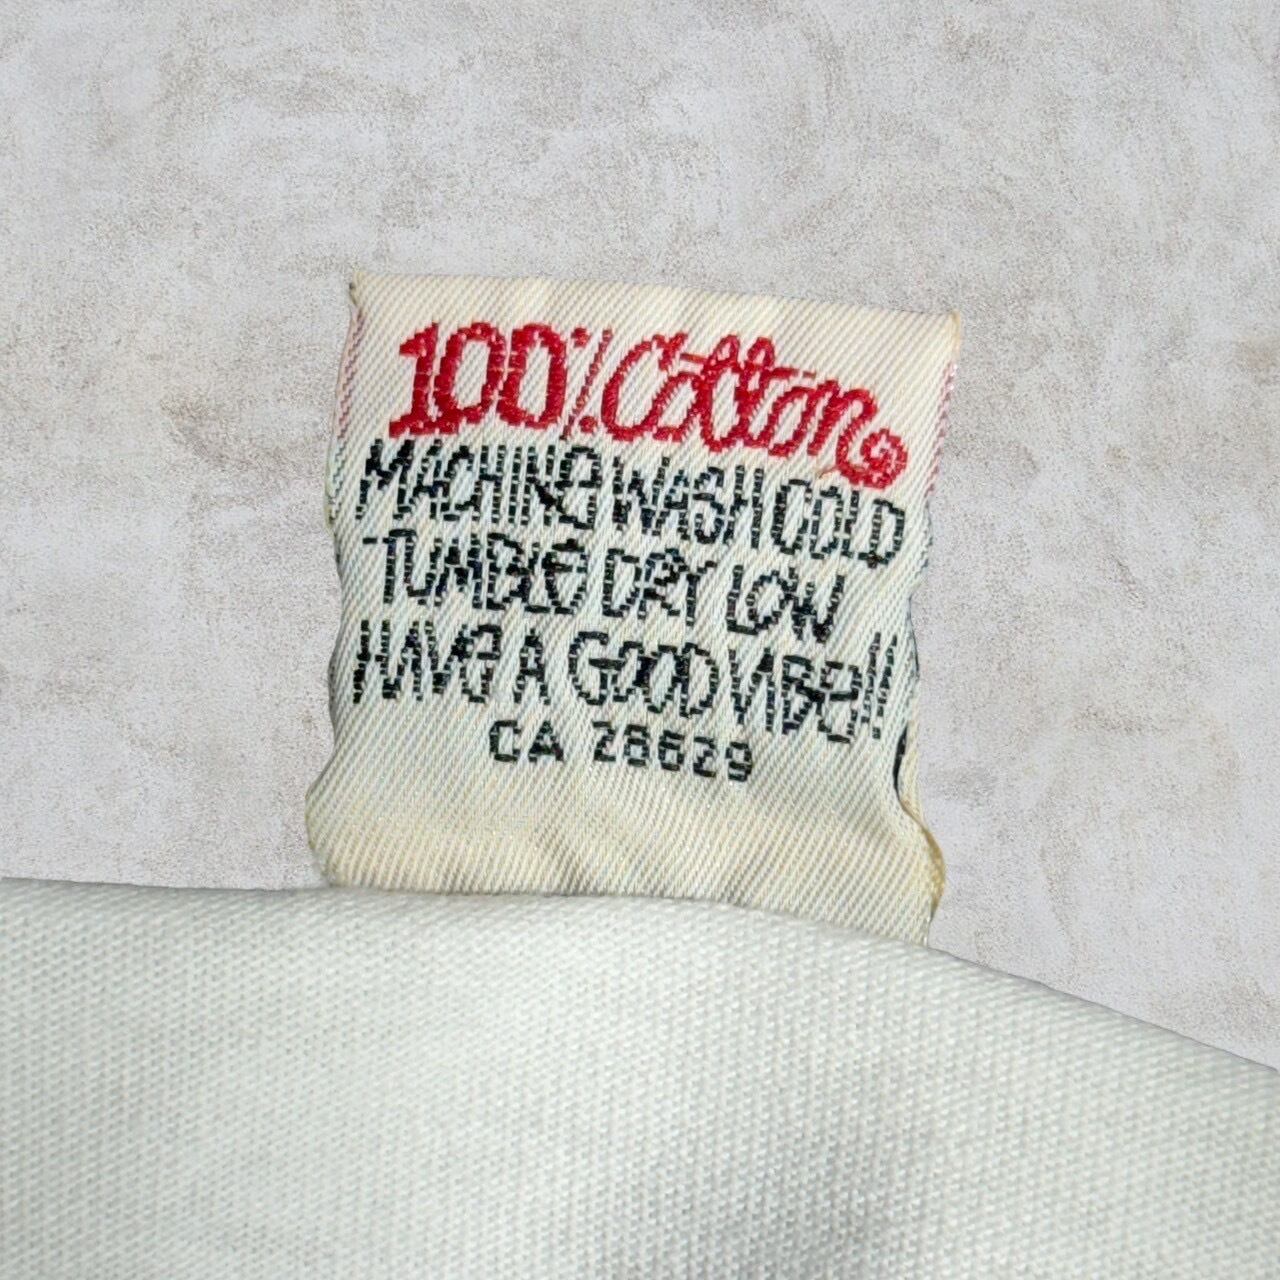 100% Cotton
MACHINE WASH COLD
TUMBLE DRY LOW
HAVE A GOOD VIBE!!
CA 28629